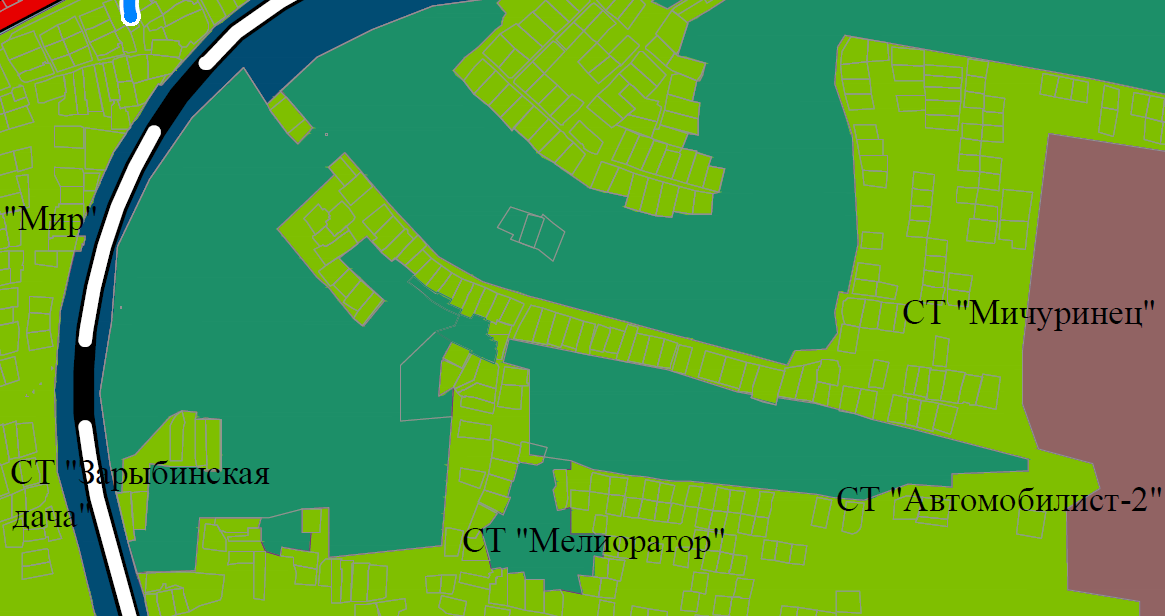 "Мир"
СТ "Мичуринец"
СТ "Зарыбинская
дача"
СТ "Автомобилист-2"
СТ "Мелиоратор"